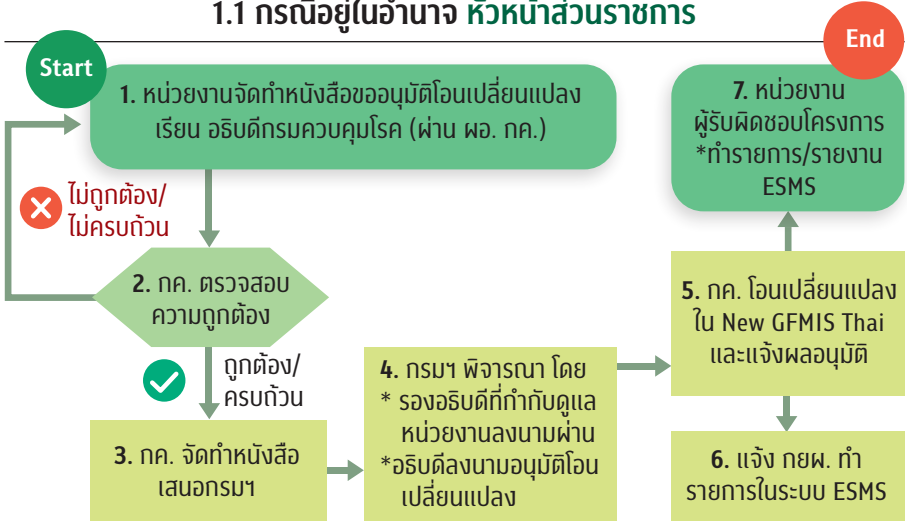 1.1 กรณีอยู่ในอำนาจ หัวหน้าส่วนราชการ
Start
End
1. หน่วยงานจัดทำหนังสือขออนุมัติโอนเปลี่ยนแปลง
เรียน อธิบดีกรมควบคุมโรค (ผ่าน ผอ. กค.)
ไม่ถูกต้อง/
ไม่ครบถ้วน
2. กค. ตรวจสอบ
ความถูกต้อง
ถูกต้อง/
ครบถ้วน
3. กค. จัดทำหนังสือ
เสนอกรมฯ
4. กรมฯ พิจารณา โดย
* รองอธิบดีที่กำกับดูแล
หน่วยงานลงนามผ่าน
*อธิบดีลงนามอนุมัติโอน
เปลี่ยนแปลง
5. กค. โอนเปลี่ยนแปลง
ใน New GFMIS Thai
และแจ้งผลอนุมัติ
6. แจ้ง กยผ. ทำ
รายการในระบบ ESMS
7. หน่วยงาน
ผู้รับผิดชอบโครงการ
*ทำรายการ/รายงาน
ESMS